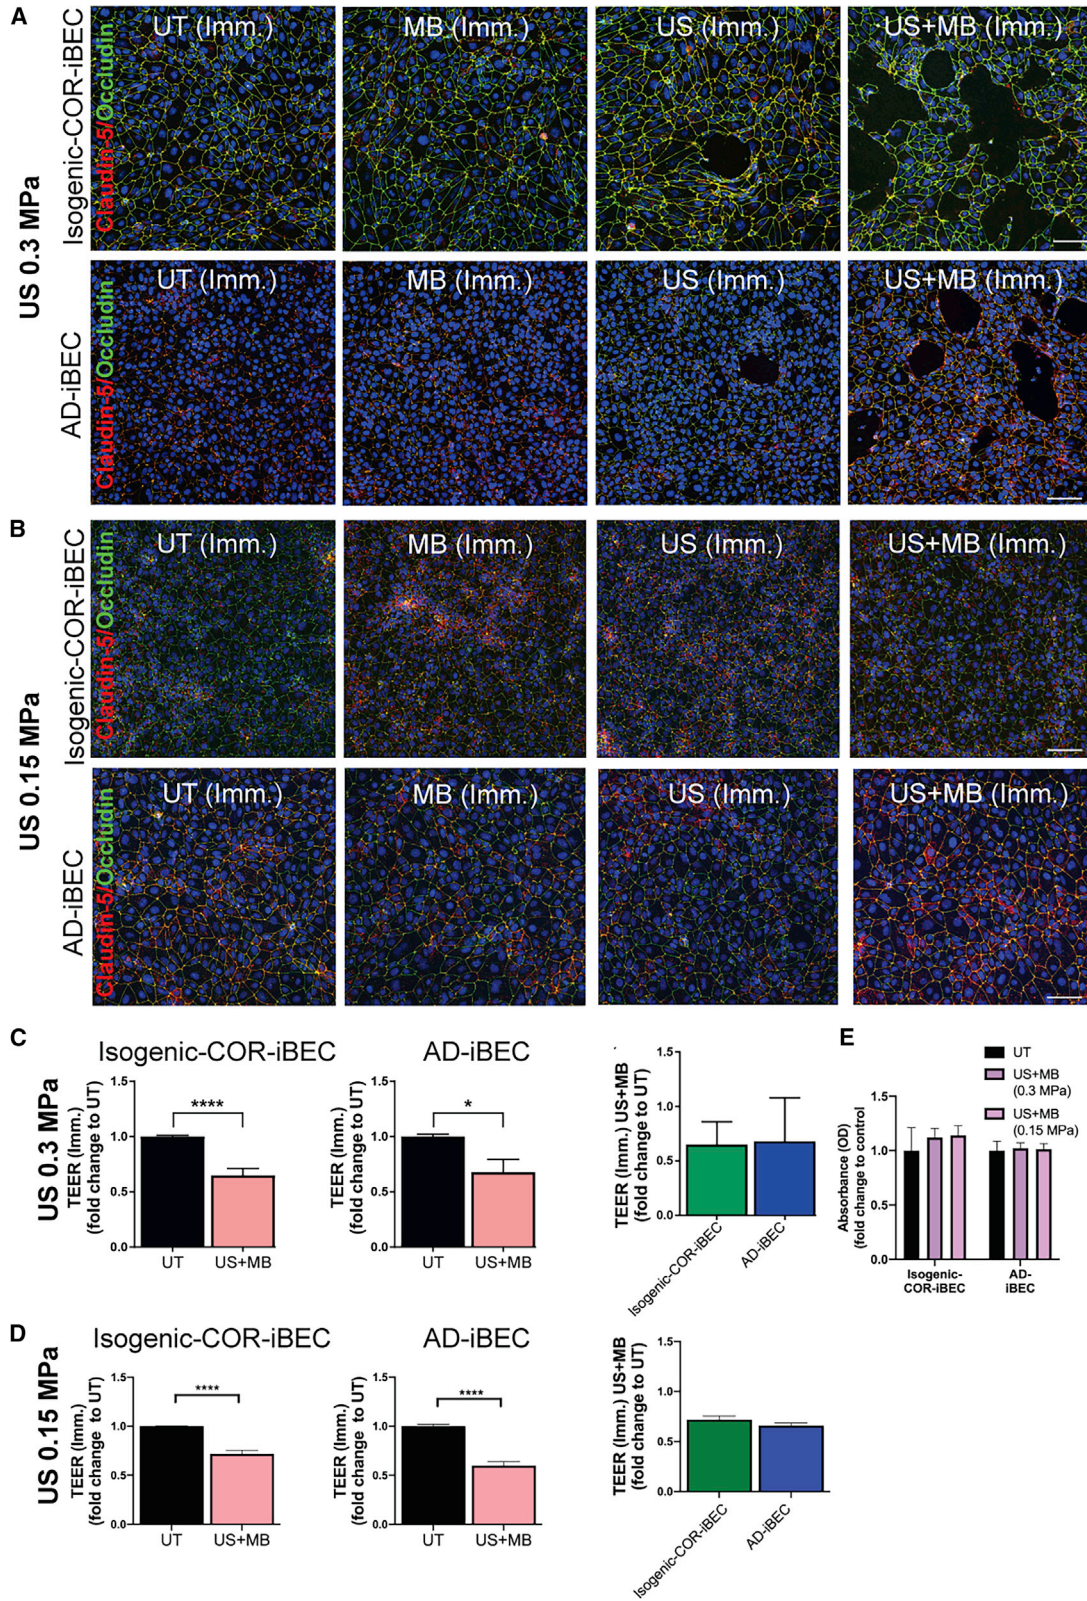 A
US 0.3 MPa
Isogenic-COR-iBEC
Claudin-5/Occludin
UT (Imm.)
MB (Imm.)
US (Imm.)
US+MB (Imm.)
AD-iBEC
Claudin-5/Occludin
UT (Imm.)
MB (Imm.)
US (Imm.)
US+MB (Imm.)
B
US 0.15 MPa
Isogenic-COR-iBEC
Claudin-5/Occludin
UT (Imm.)
MB (Imm.)
US (Imm.)
US+MB (Imm.)
AD-iBEC
Claudin-5/Occludin
UT (Imm.)
MB (Imm.)
US (Imm.)
US+MB (Imm.)
C
US 0.3 MPa
Isogenic-COR-iBEC
TEER (Imm.)
(fold change to UT)
1.5
1.0
0.5
0.0
****
UT
US+MB
AD-iBEC
TEER (Imm.)
(fold change to UT)
1.5
1.0
0.5
0.0
*
UT
US+MB
TEER (Imm.) US+MB
(fold change to UT)
1.5
1.0
0.5
0.0
Isogenic-COR-iBEC
AD-iBEC
E
UT
US+MB
(0.3 MPa)
US+MB
(0.15 MPa)
Absorbance (OD)
(fold change to control)
1.5
1.0
0.5
0.0
Isogenic-
COR-iBEC
AD-
iBEC
D
US 0.15 MPa
Isogenic-COR-iBEC
TEER (Imm.)
(fold change to UT)
1.5
1.0
0.5
0.0
****
UT
US+MB
AD-iBEC
TEER (Imm.)
(fold change to UT)
1.5
1.0
0.5
0.0
****
UT
US+MB
TEER (Imm.) US+MB
(fold change to UT)
1.5
1.0
0.5
0.0
Isogenic-COR-iBEC
AD-iBEC